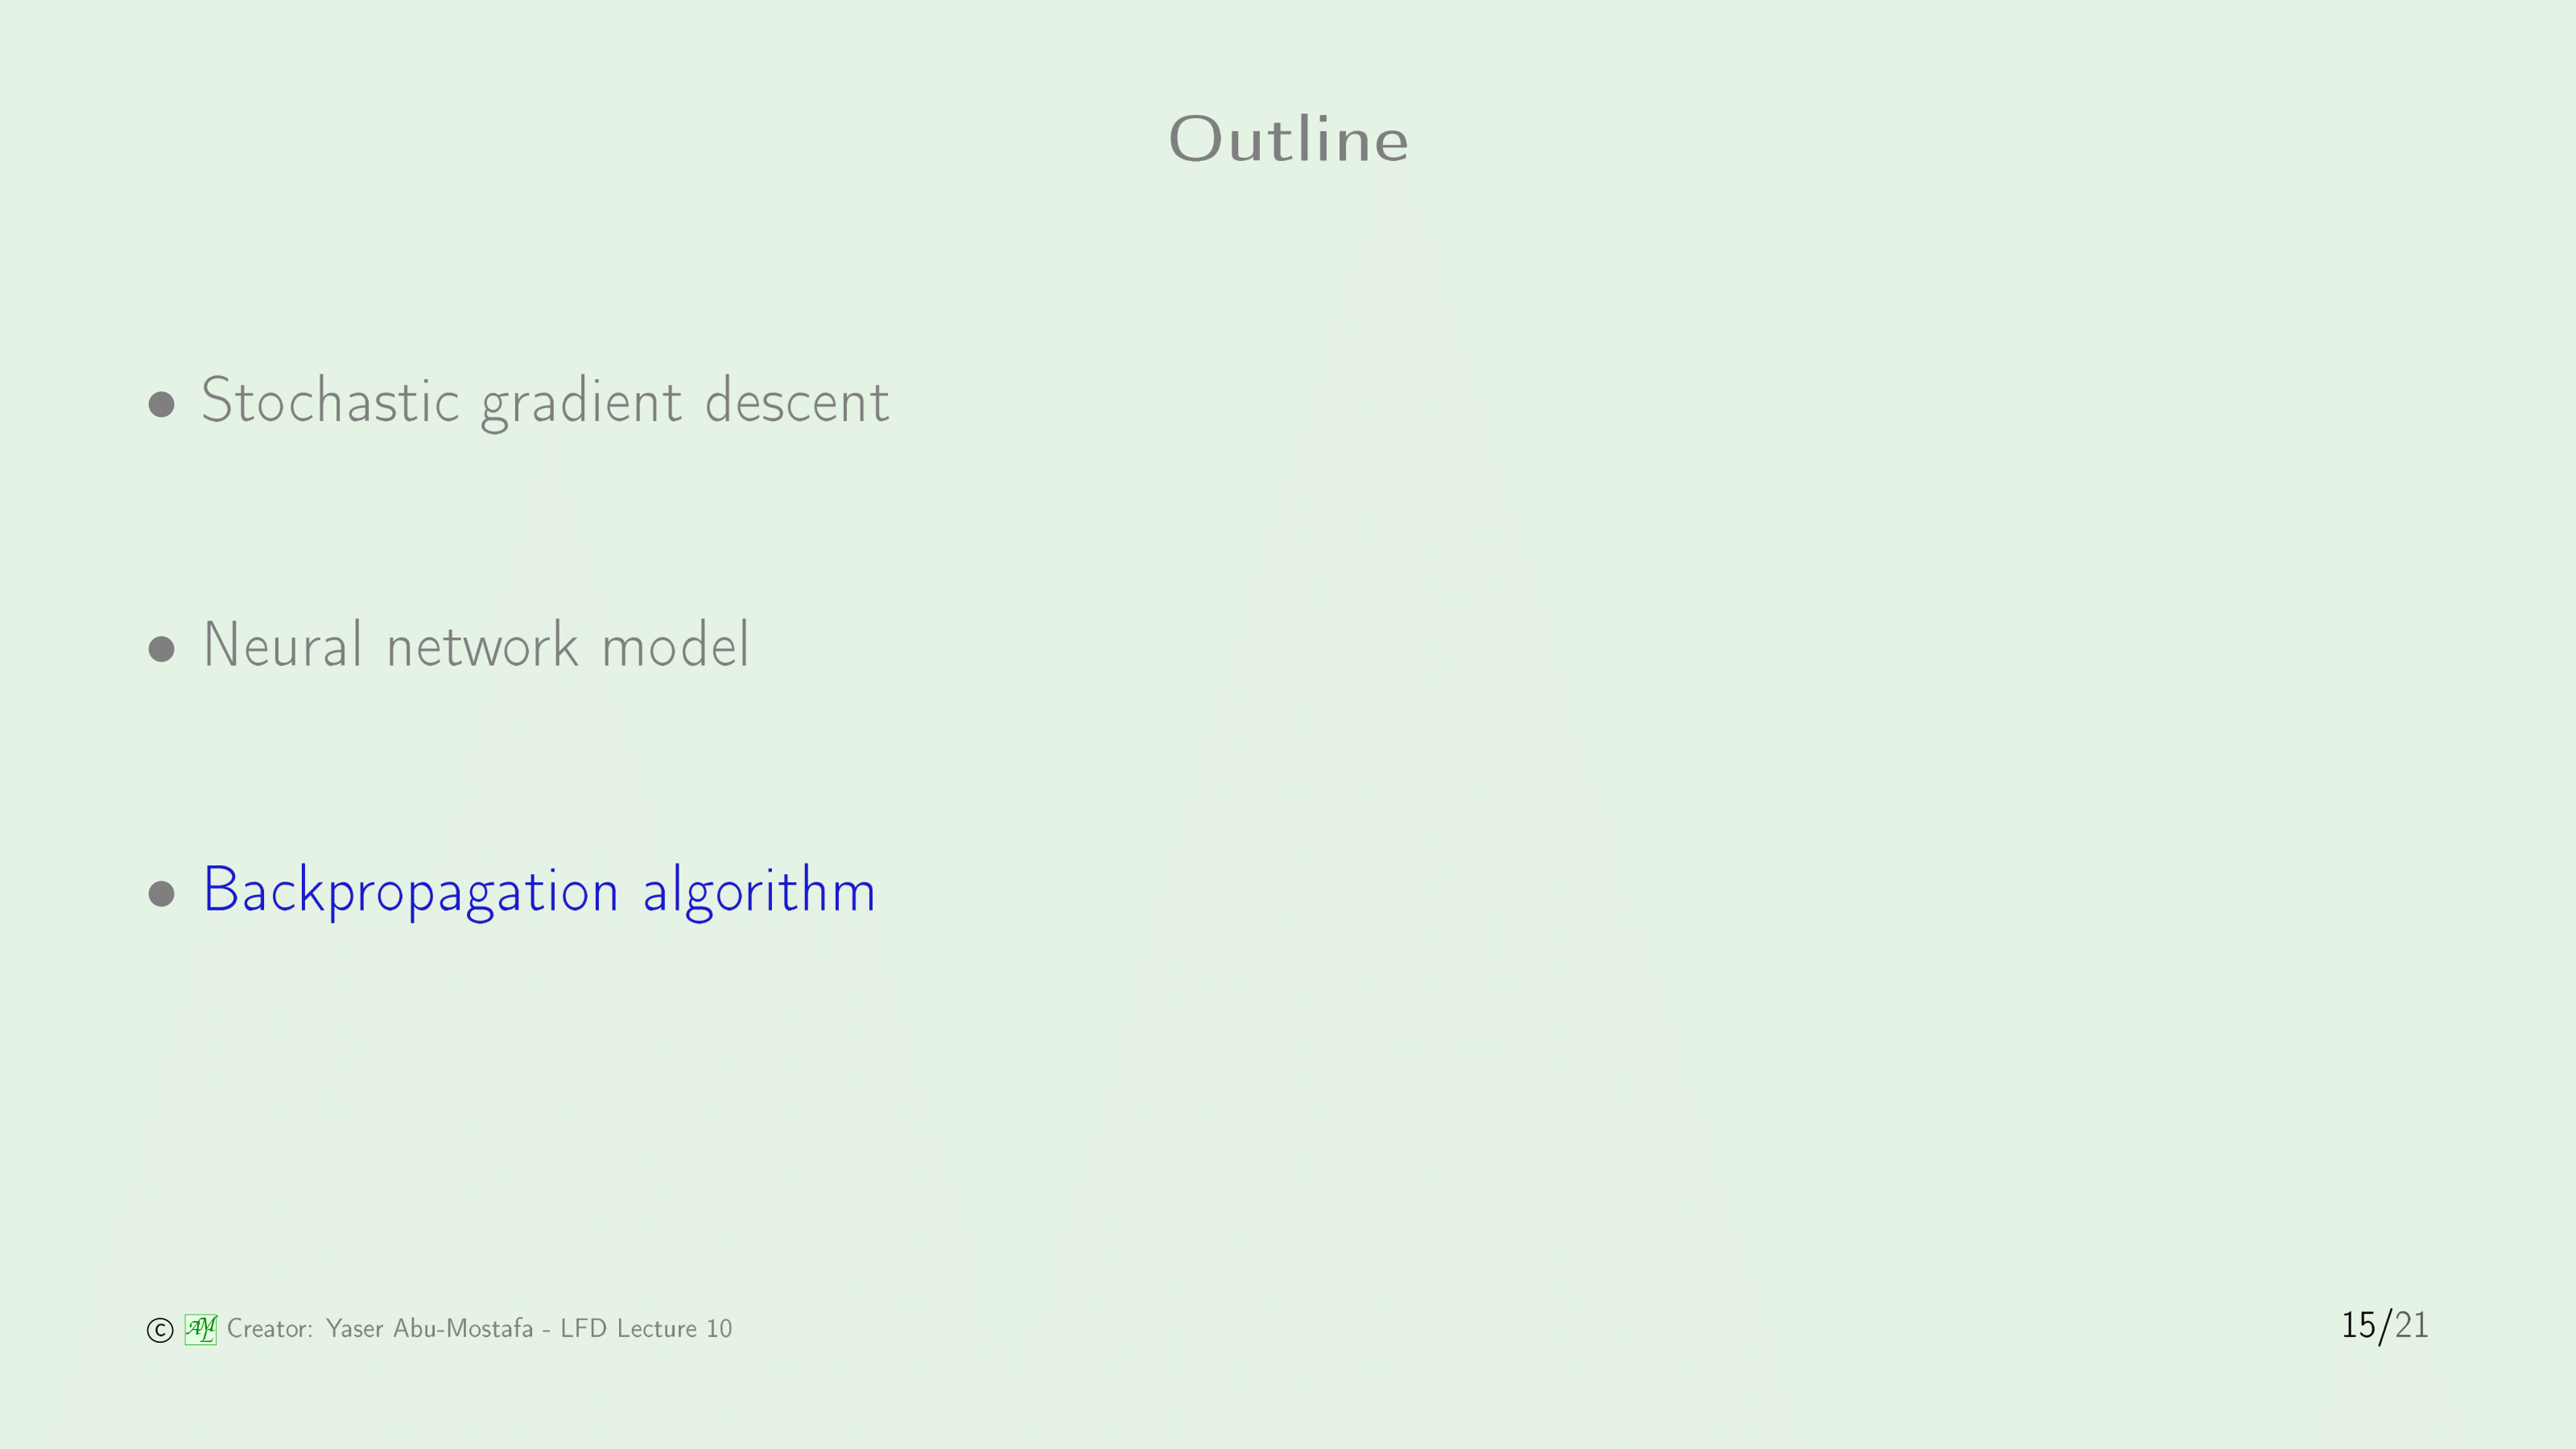 Outline
• Stochastic gradient descent
• Neural network model
• Backpropagation algorithm
© AML Creator: Yaser Abu-Mostafa - LFD Lecture 10
15/21